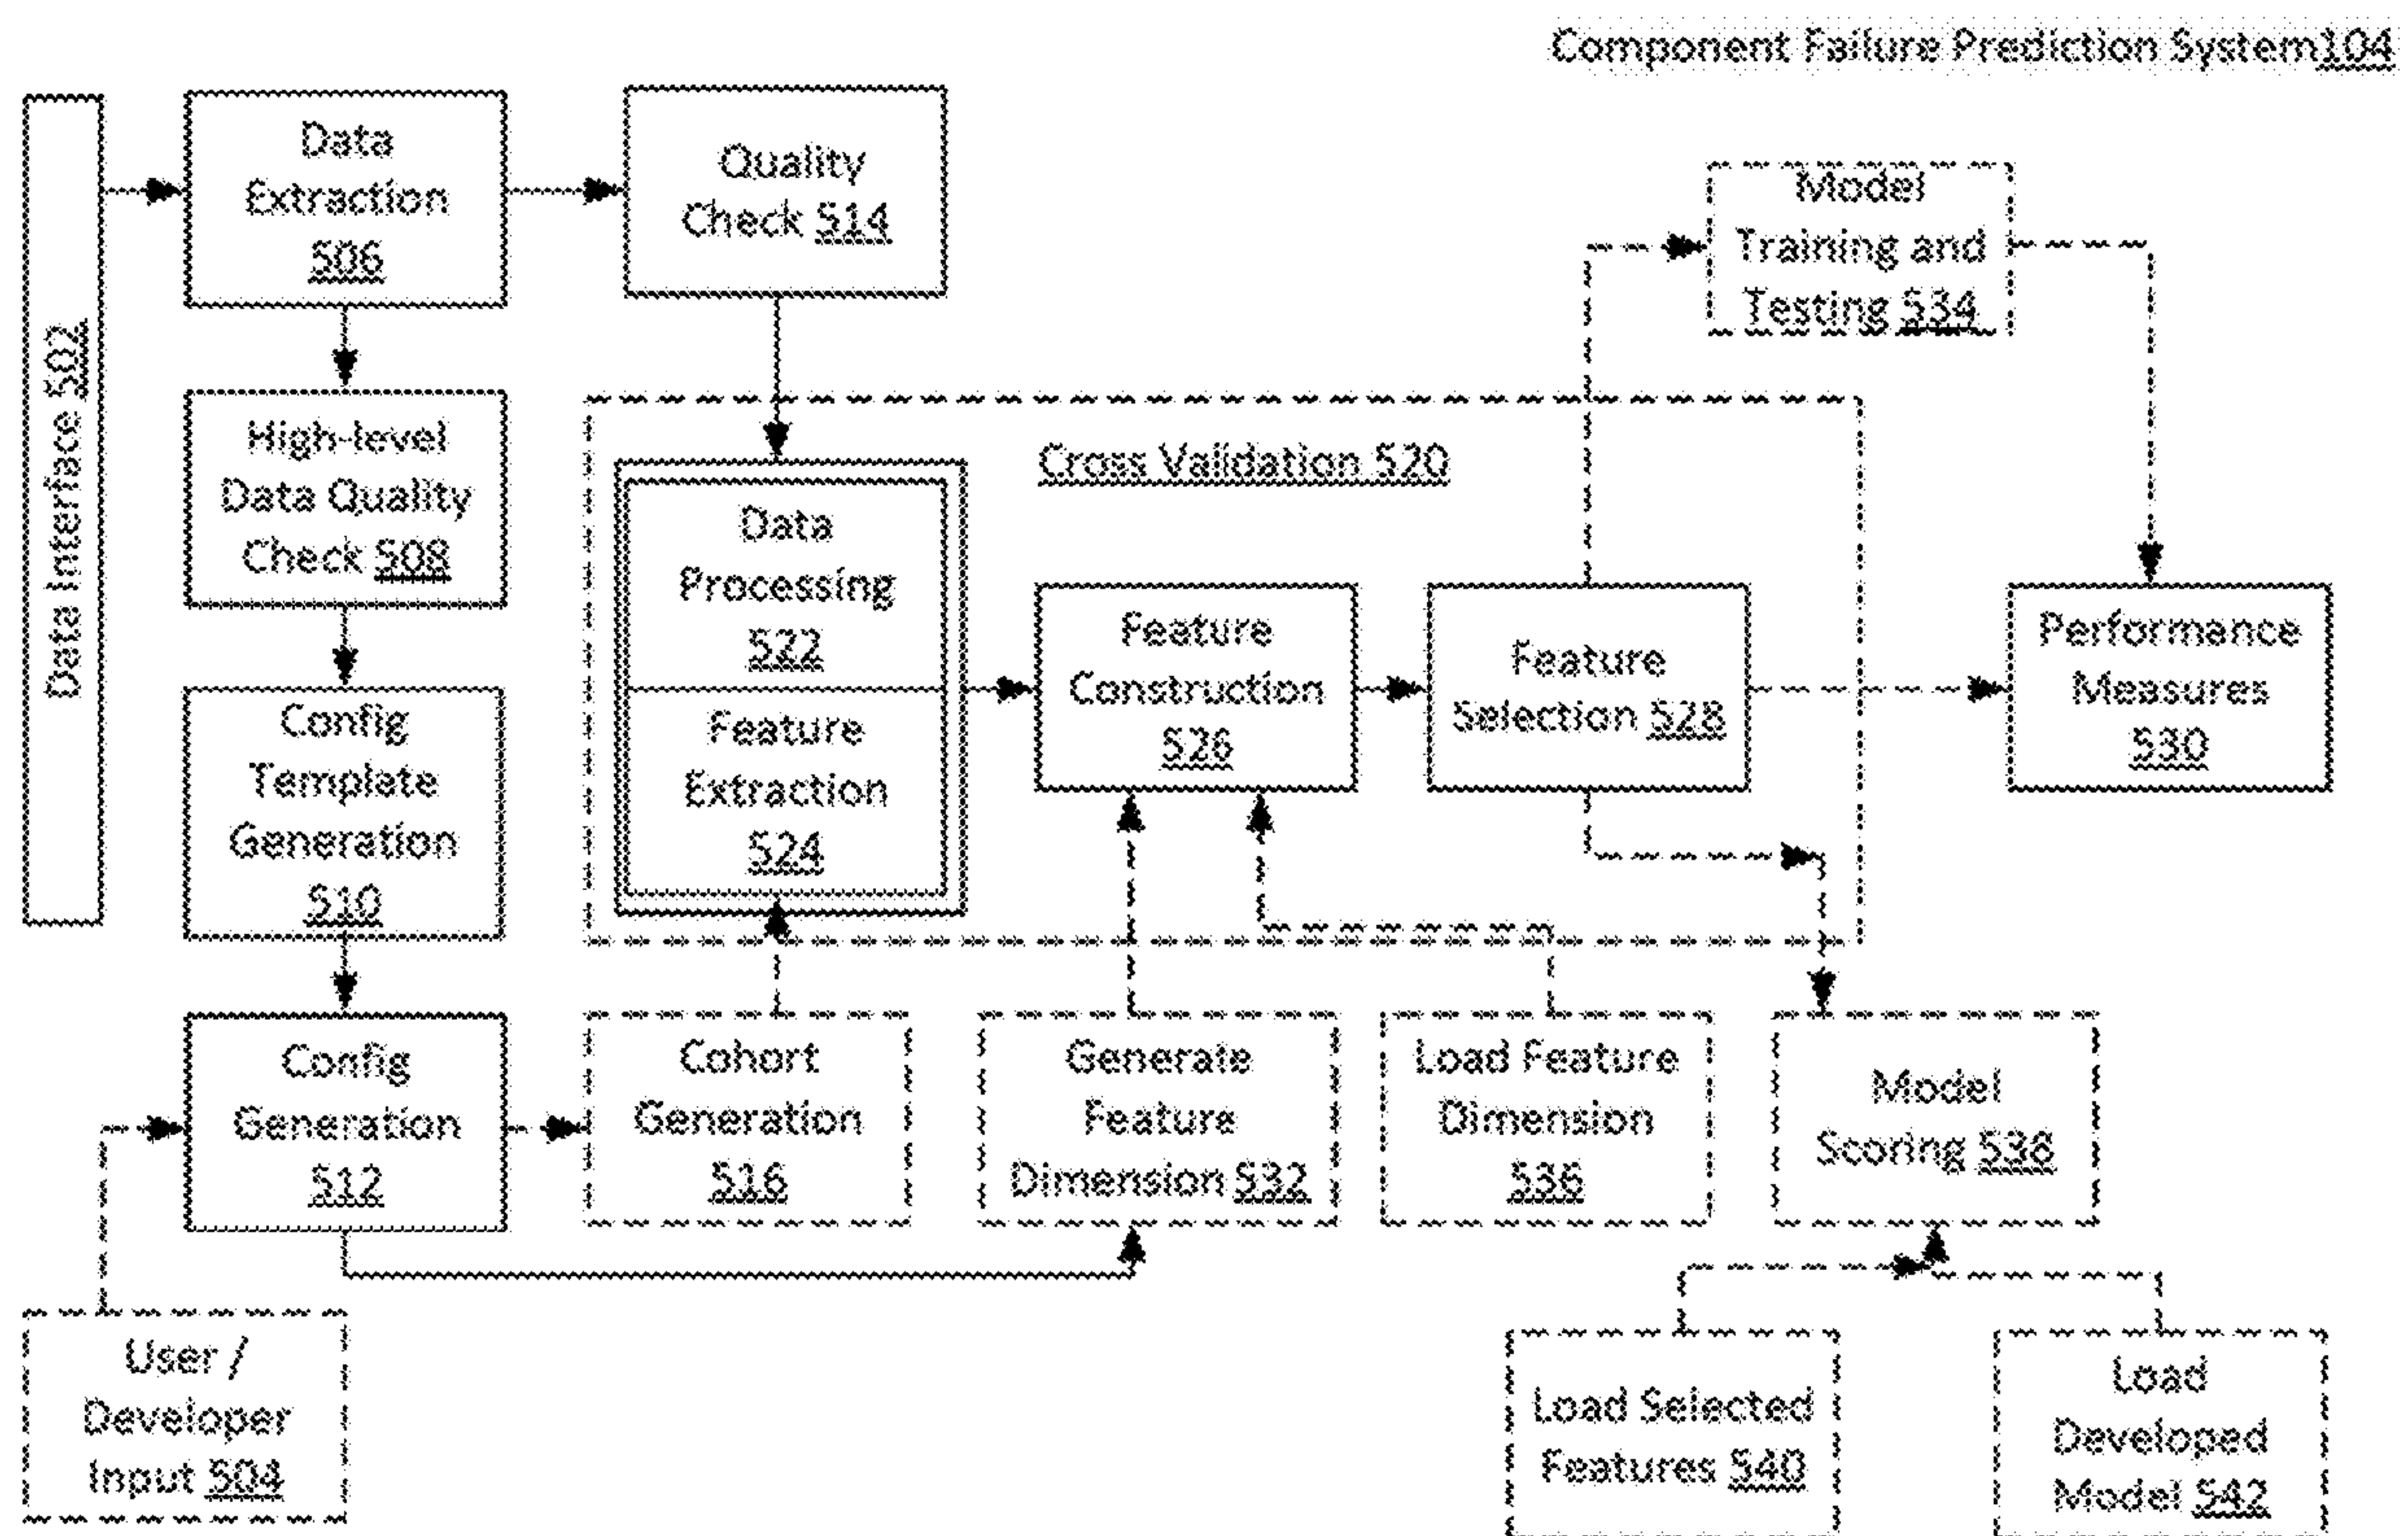 Component Failure Prediction System104
Data Interface 502
Data
Extraction
506
Quality
Check 514
Model
Training and
Testing 534
High-level
Data Quality
Check 508
Cross Validation 520
Data
Processing
522
Feature
Extraction
524
Feature
Construction
526
Feature
Selection 528
Performance
Measures
530
Config
Template
Generation
510
Config
Generation
512
Cohort
Generation
516
Generate
Feature
Dimension 532
Load Feature
Dimension
536
Model
Scoring 538
User /
Developer
Input 504
Load Selected
Features 540
Load
Developed
Model 542